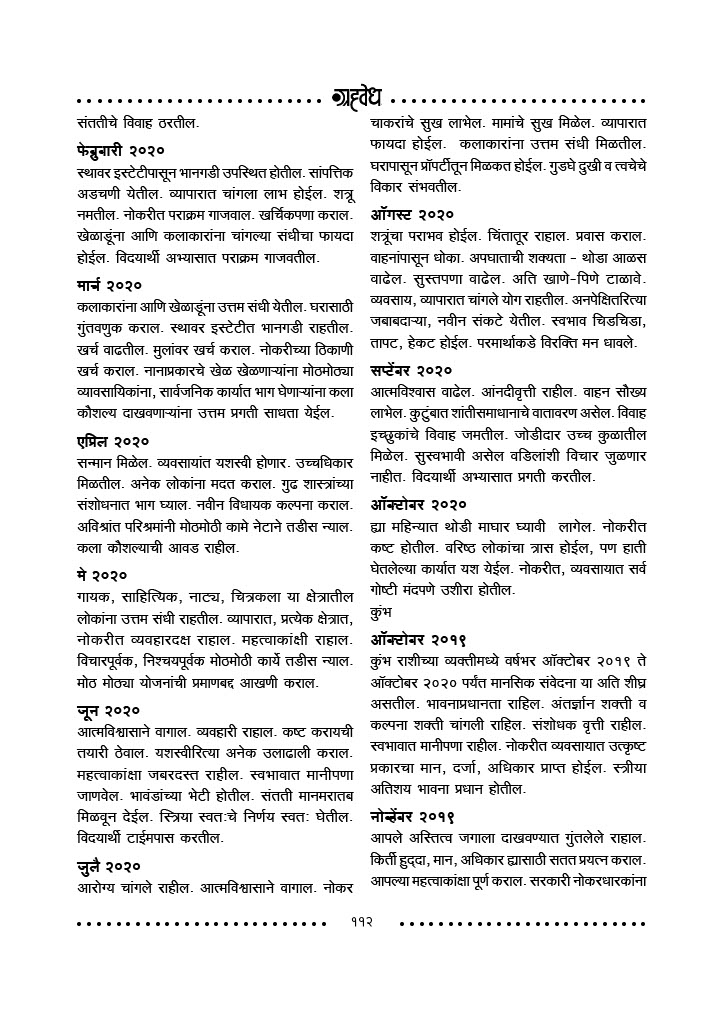 ग्रहवेध
संततीचे विवाह ठरतील.
फेब्रुबारी २०२०
स्थावर इस्टेटीपासून भानगडी उपस्थित होतील. सांपत्तिक
अडचणी येतील. व्यापारात चांगला लाभ होईल. शत्रू
नमतील. नोकरीत पराक्रम गाजवाल. खर्चिकपणा कराल.
खेळाडूंना आणि कलाकारांना चांगल्या संधीचा फायदा
होईल. विदयार्थी अभ्यासात पराक्रम गाजवतील.
मार्च २०२०
कलाकारांना आणि खेळाडूंना उत्तम संधी येतील. घरासाठी
गुंतवणुक कराल. स्थावर इस्टेटीत भानगडी राहतील.
खर्च वाढतील. मुलांवर खर्च कराल. नोकरीच्या ठिकाणी
खर्च कराल. नानाप्रकारचे खेळ खेळणाऱ्यांना मोठमोठ्या
व्यावसायिकांना, सार्वजनिक कार्यात भाग घेणाऱ्यांना कला
कौशल्य दाखवणाऱ्यांना उत्तम प्रगती साधता येईल.
एप्रिल २०२०
सन्मान मिळेल. व्यवसायांत यशस्वी होणार. उच्चधिकार
मिळतील. अनेक लोकांना मदत कराल. गुढ शास्त्रांच्या
संशोधनात भाग घ्याल. नवीन विधायक कल्पना कराल.
अविश्रांत परिश्रमांनी मोठमोठी कामे नेटाने तडीस न्याल.
कला कौशल्याची आवड राहील.
मे २०२०
गायक, साहित्यिक, नाट्य, चित्रकला या क्षेत्रातील
लोकांना उत्तम संधी राहतील. व्यापारात, प्रत्येक क्षेत्रात,
नोकरीत व्यवहारदक्ष राहाल. महत्वाकांक्षी राहाल.
विचारपूर्वक, निश्चयपूर्वक मोठमोठी कार्ये तडीस न्याल.
मोठ मोठ्या योजनांची प्रमाणबद्द आखणी कराल.
जून २०२०
आत्मविश्वासाने वागाल. व्यवहारी राहाल. कष्ट करायची
तयारी ठेवाल. यशस्वीरित्या अनेक उलाढाली कराल.
महत्वाकांक्षा जबरदस्त राहील. स्वभावात मानीपणा
जाणवेल. भावंडांच्या भेटी होतील. संतती मानमरातब
मिळवून देईल. स्त्रिया स्वतःचे निर्णय स्वतः घेतील.
विदयार्थी टाईमपास करतील.
जुलै २०२०
आरोग्य चांगले राहील. आत्मविश्वासाने वागाल. नोकर
चाकरांचे सुख लाभेल. मामांचे सुख मिळेल. व्यापारात
फायदा होईल. कलाकारांना उत्तम संधी मिळतील.
घरापासून प्रॉपर्टीतून मिळकत होईल. गुडघे दुखी व त्वचेचे
विकार संभवतील.
ऑगस्ट २०२०
शत्रूंचा पराभव होईल. चिंतातूर राहाल. प्रवास कराल.
वाहनांपासून धोका. अपघाताची शक्यता - थोडा आळस
वाढेल. सुस्तपणा वाढेल. अति खाणे-पिणे टाळावे.
व्यवसाय, व्यापारात चांगले योग राहतील. अनपेक्षितरित्या
जबाबदाऱ्या, नवीन संकटे येतील. स्वभाव चिडचिडा,
तापट, हेकट होईल. परमार्थाकडे विरक्ति मन धावले.
सप्टेंबर २०२०
आत्मविश्वास वाढेल. आंनदीवृत्ती राहील. वाहन सौख्य
लाभेल. कुटुंबात शांतीसमाधानाचे वातावरण असेल. विवाह
इच्छुकांचे विवाह जमतील. जोडीदार उच्च कुळातील
मिळेल. सुस्वभावी असेल वडिलांशी विचार जुळणार
नाहीत. विदयार्थी अभ्यासात प्रगती करतील.
ऑक्टोबर २०२०
ह्या महिन्यात थोडी माघार घ्यावी लागेल. नोकरीत
कष्ट होतील. वरिष्ठ लोकांचा त्रास होईल, पण हाती
घेतलेल्या कार्यात यश येईल. नोकरीत, व्यवसायात सर्व
गोष्टी मंदपणे उशीरा होतील.
कुंभ
ऑक्टोबर २०१९
कुंभ राशीच्या व्यक्तीमध्ये वर्षभर ऑक्टोबर २०१९ ते
ऑक्टोबर २०२० पर्यंत मानसिक संवेदना या अति शीघ्र
असतील. भावनाप्रधानता राहिल. अंतर्ज्ञान शक्ती व
कल्पना शक्ती चांगली राहिल. संशोधक वृत्ती राहील.
स्वभावात मानीपणा राहील. नोकरीत व्यवसायात उत्कृष्ट
प्रकारचा मान, दर्जा, अधिकार प्राप्त होईल. स्त्रीया
अतिशय भावना प्रधान होतील.
नोव्हेंबर २०१९
आपले अस्तित्व जगाला दाखवण्यात गुंतलेले राहाल.
किर्ती हुद्दा, मान, अधिकार ह्यासाठी सतत प्रयत्न कराल.
आपल्या महत्वाकांक्षा पूर्ण कराल. सरकारी नोकरधारकांना
११२